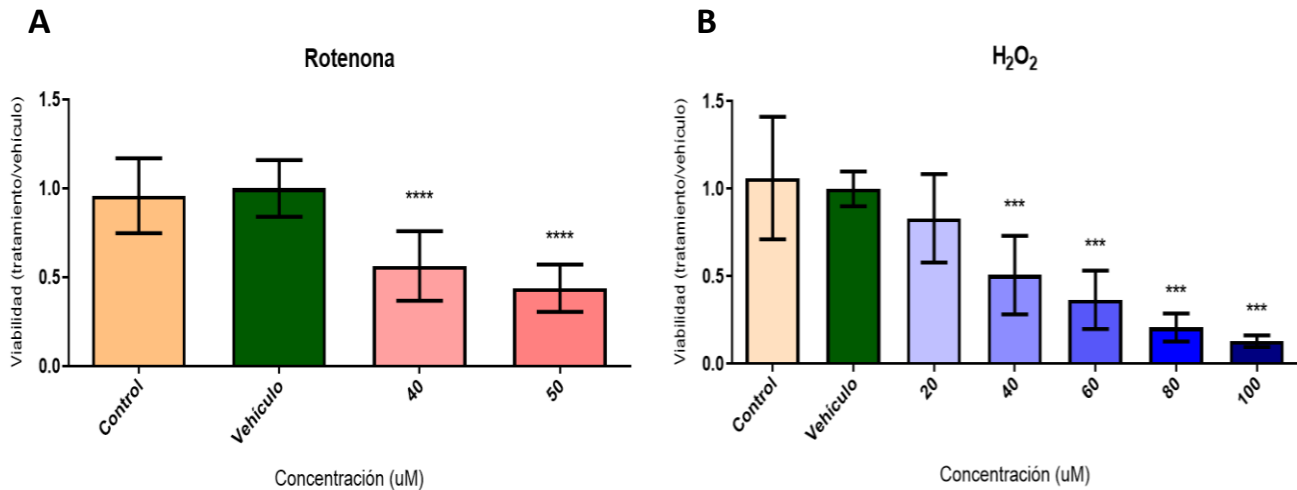 A
Rotenona
Viabilidad (tratamiento/vehículo)
1.5
1.0
0.5
0.0
****
****
Control
Vehículo
40
50
Concentración (uM)
B
H₂O₂
Viabilidad (tratamiento/vehículo)
1.5
1.0
0.5
0.0
***
***
***
***
Control
Vehículo
20
40
60
80
100
Concentración (uM)